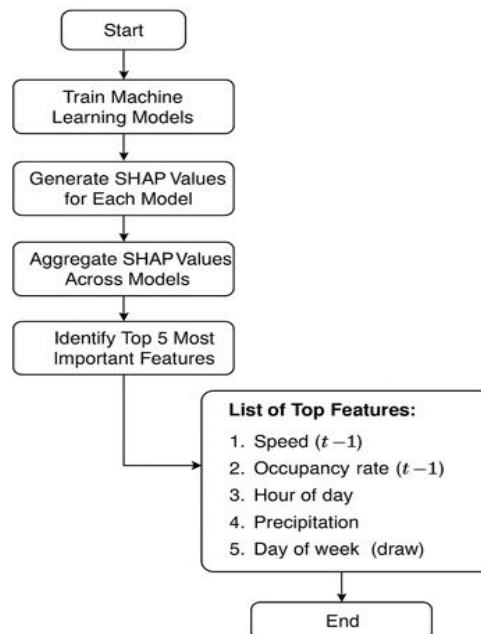 Start
Train Machine
Learning Models
Generate SHAP Values
for Each Model
Aggregate SHAP Values
Across Models
Identify Top 5 Most
Important Features
List of Top Features:
1. Speed (t−1)
2. Occupancy rate (t−1)
3. Hour of day
4. Precipitation
5. Day of week (draw)
End